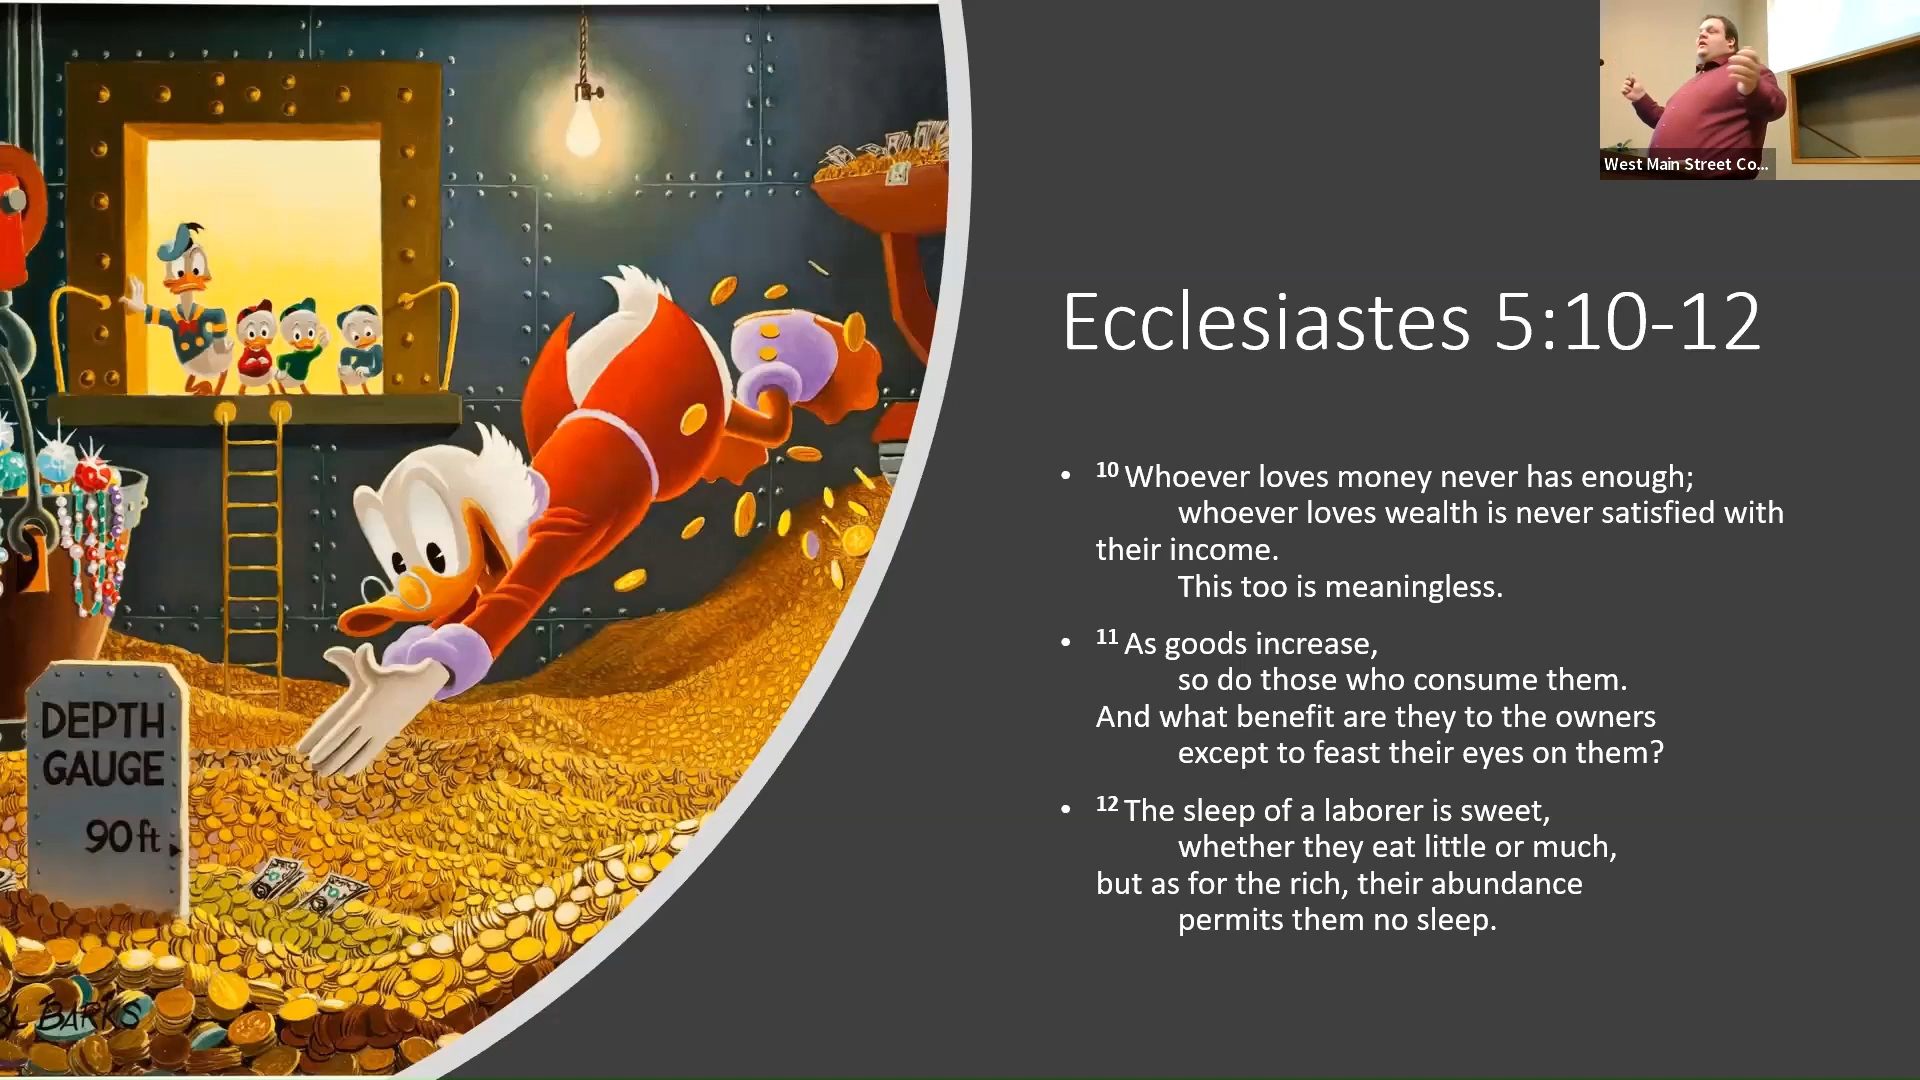 West Main Street Co...
Ecclesiastes 5:10-12
• 10 Whoever loves money never has enough;
whoever loves wealth is never satisfied with
their income.
This too is meaningless.
• 11 As goods increase,
so do those who consume them.
And what benefit are they to the owners
except to feast their eyes on them?
• 12 The sleep of a laborer is sweet,
whether they eat little or much,
but as for the rich, their abundance
permits them no sleep.
DEPTH
GAUGE
90 ft
BARKS